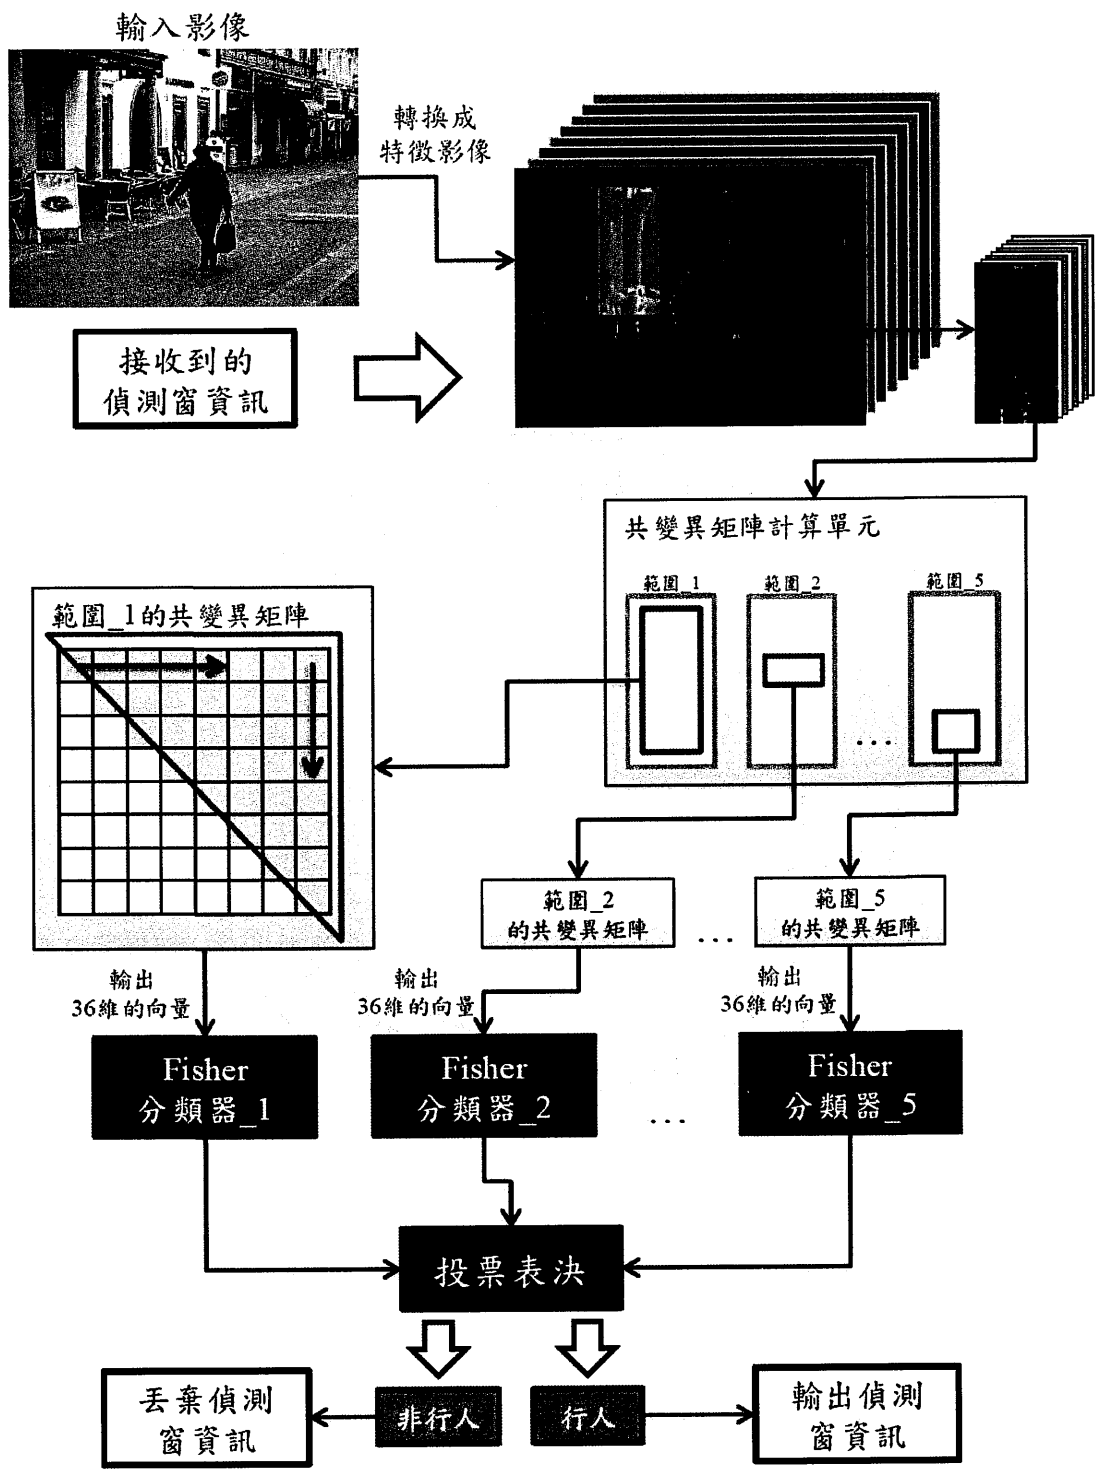 輸入影像
轉換成
特徵影像
接收到的
偵測窗資訊
共變異矩陣計算單元
範圍_1
範圍_2
範圍_5
...
範圍_1的共變異矩陣
範圍_2
的共變異矩陣
...
範圍_5
的共變異矩陣
輸出
36維的向量
輸出
36維的向量
輸出
36維的向量
Fisher
分類器_1
Fisher
分類器_2
...
Fisher
分類器_5
投票表決
非行人
行人
丟棄偵測
窗資訊
輸出偵測
窗資訊